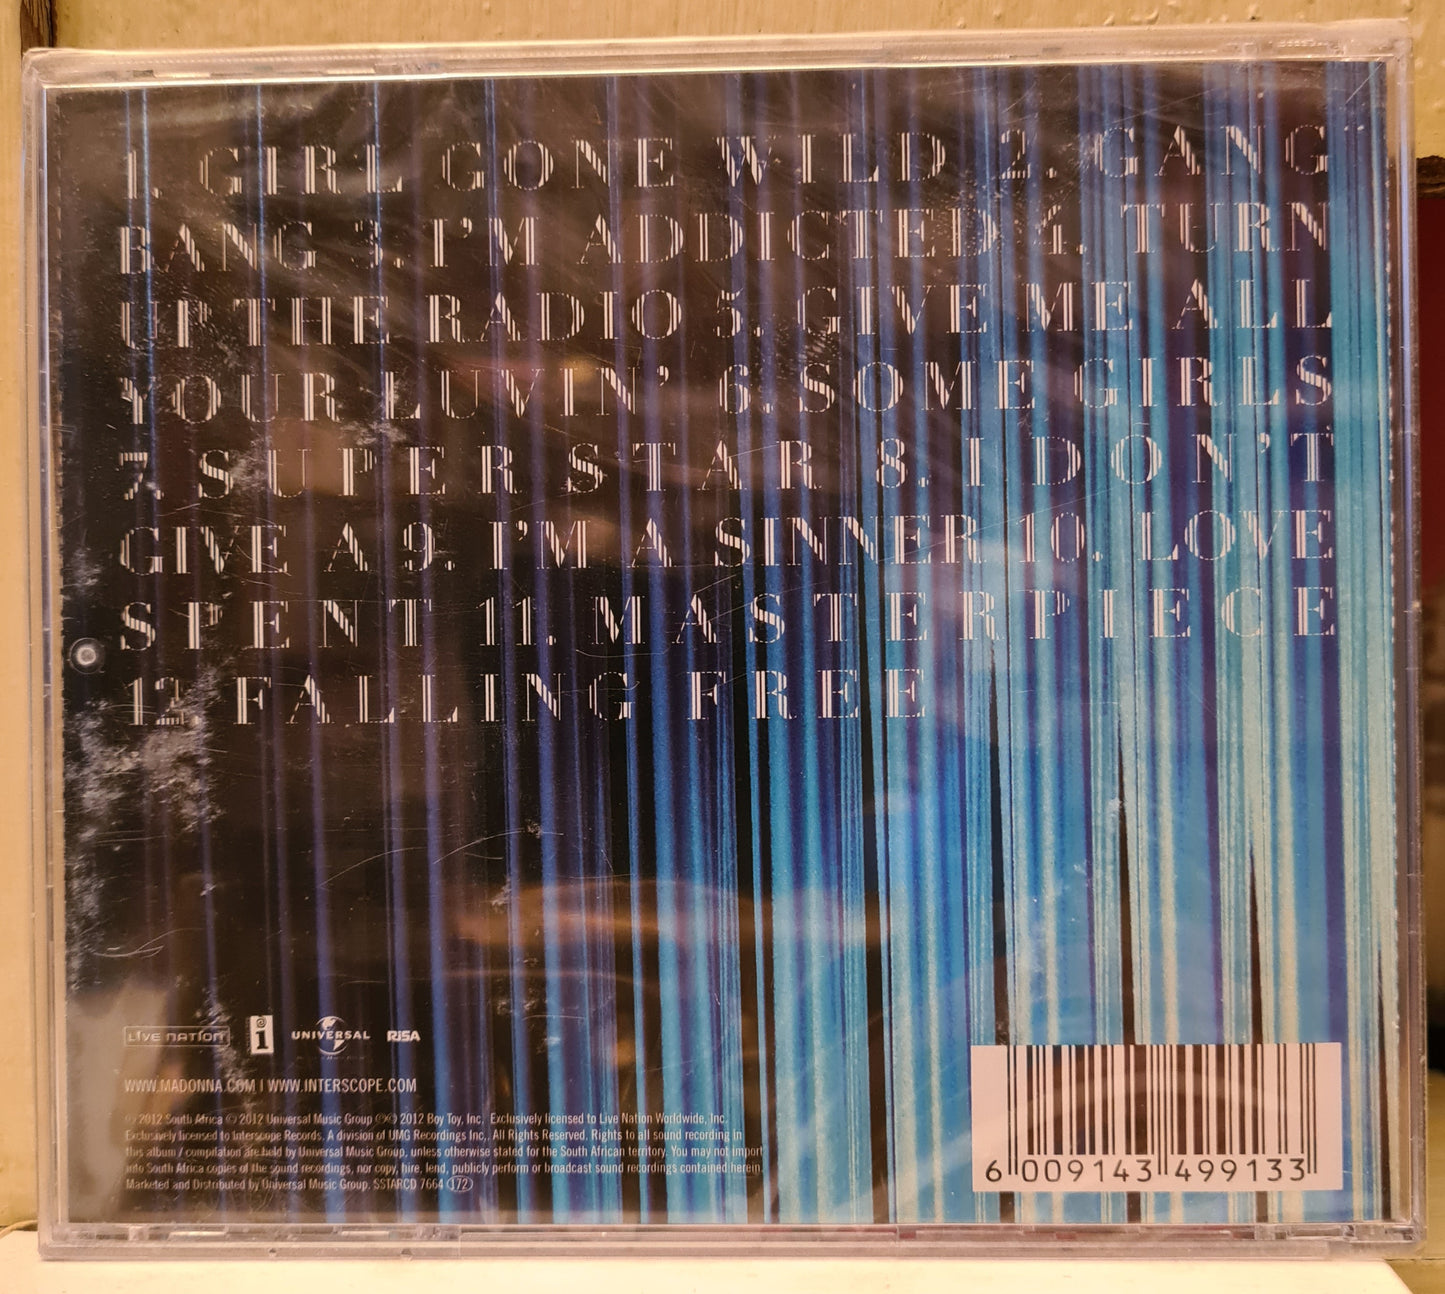 1. GIRL GONE WILD 2. GANG
BANG 3. I'M ADDICTED 4. TURN
UP THE RADIO 5. GIVE ME ALL
YOUR LUVIN' 6. SOME GIRLS
7. SUPERSTAR 8. I DON'T
GIVE A 9. I'M A SINNER 10. LOVE
SPENT 11. MASTERPIECE
12. FALLING FREE
LIVE NATION i UNIVERSAL RiSA
WWW.MADONNA.COM | WWW.INTERSCOPE.COM
℗ 2012 South Africa © 2012 Universal Music Group ℗© 2012 Boy Toy, Inc. Exclusively licensed to Live Nation Worldwide, Inc.
Exclusively licensed to Interscope Records. A division of UMG Recordings Inc,. All Rights Reserved. Rights to all sound recording in
this album / compilation are held by Universal Music Group, unless otherwise stated for the South African territory. You may not import
into South Africa copies of the sound recordings, nor copy, hire, lend, publicly perform or broadcast sound recordings contained herein.
Marketed and Distributed by Universal Music Group. SSTARCD 7664 172
6 009143 499133